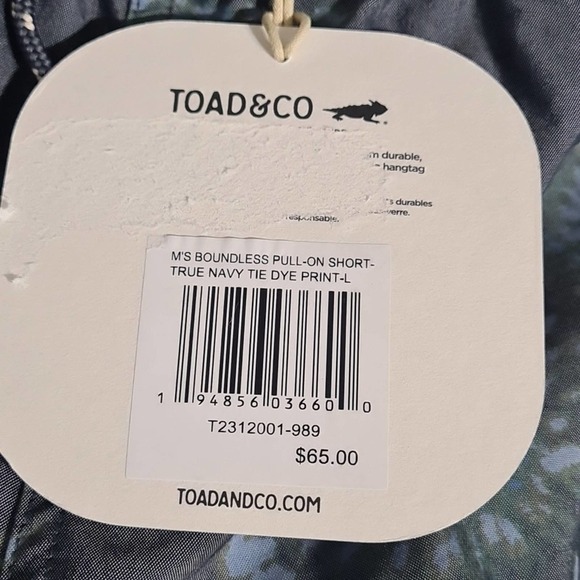 TOAD&CO
m durable,
hangtag
's durables
responsable.
verre.
M'S BOUNDLESS PULL-ON SHORT-
TRUE NAVY TIE DYE PRINT-L
1 94856 03660 0
T2312001-989
$65.00
TOADANDCO.COM